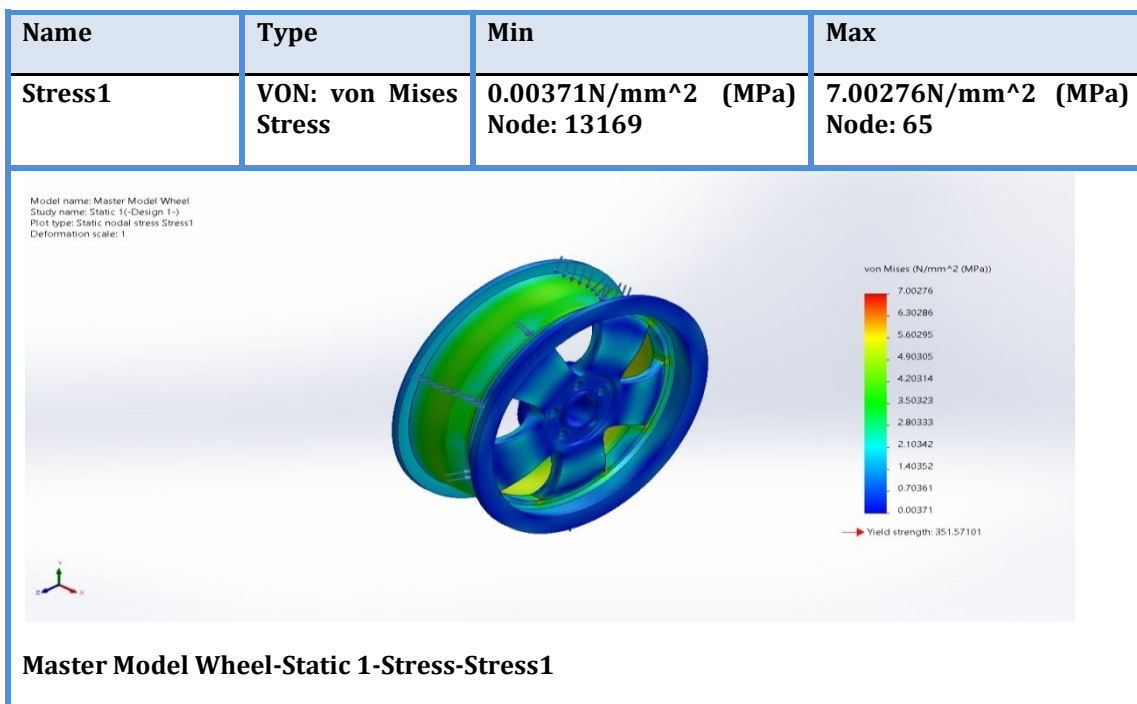 Name Type Min Max
Stress1 VON: von Mises Stress 0.00371N/mm^2 (MPa) Node: 13169 7.00276N/mm^2 (MPa) Node: 65
Model name: Master Model Wheel
Study name: Static 1(-Design 1-)
Plot type: Static nodal stress Stress1
Deformation scale: 1
von Mises (N/mm^2 (MPa))
7.00276
6.30286
5.60295
4.90305
4.20314
3.50323
2.80333
2.10342
1.40352
0.70361
0.00371
Yield strength: 351.57101
Y
Z
X
Master Model Wheel-Static 1-Stress-Stress1